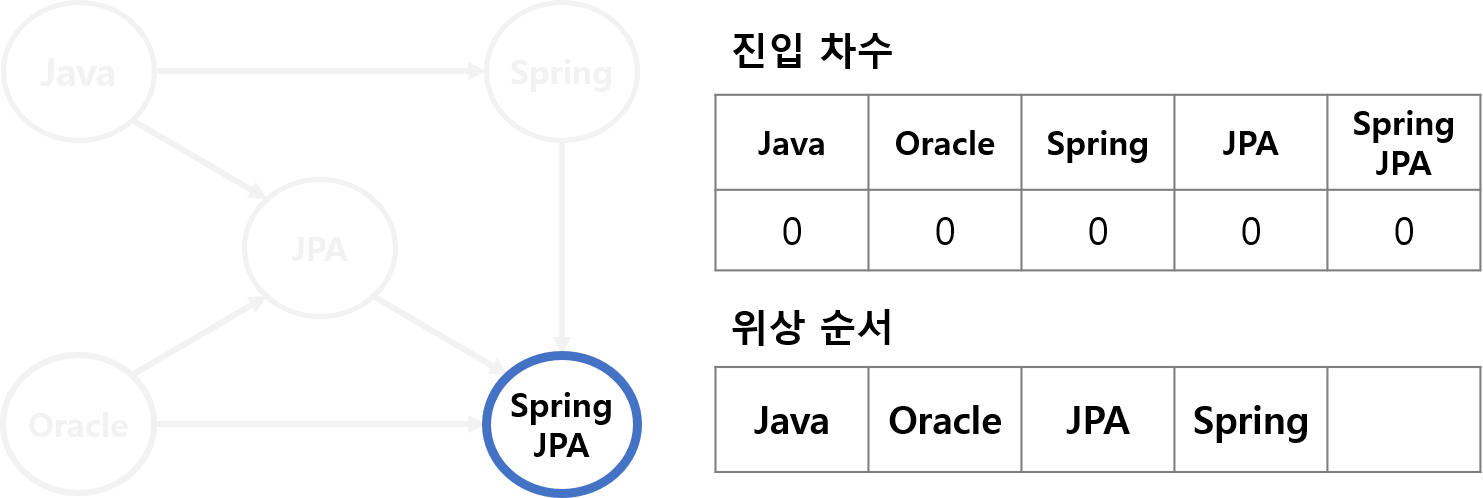 Java
Spring
JPA
Oracle
Spring
JPA
진입 차수
Java Oracle Spring JPA Spring JPA
0 0 0 0 0
위상 순서
Java Oracle JPA Spring